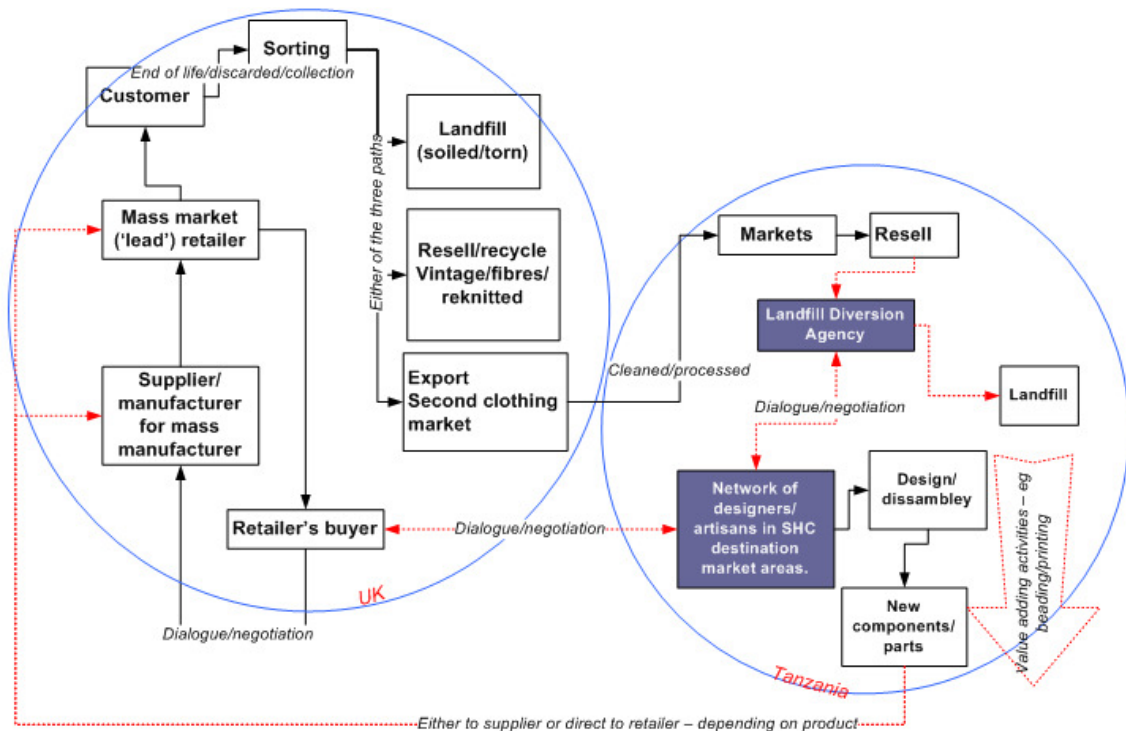 Sorting
End of life/discarded/collection
Customer
Landfill
(soiled/torn)
Either of the three paths
Mass market
('lead') retailer
Resell/recycle
Vintage/fibres/
reknitted
Markets
Resell
Landfill Diversion
Agency
Supplier/
manufacturer
for mass
manufacturer
Export
Second clothing
market
Cleaned/processed
Landfill
Dialogue/negotiation
Network of
designers/
artisans in SHC
destination
market areas.
Design/
dissambley
Retailer's buyer
Dialogue/negotiation
Value adding activities – eg
beading/printing
UK
New
components/
parts
Dialogue/negotiation
Tanzania
Either to supplier or direct to retailer – depending on product